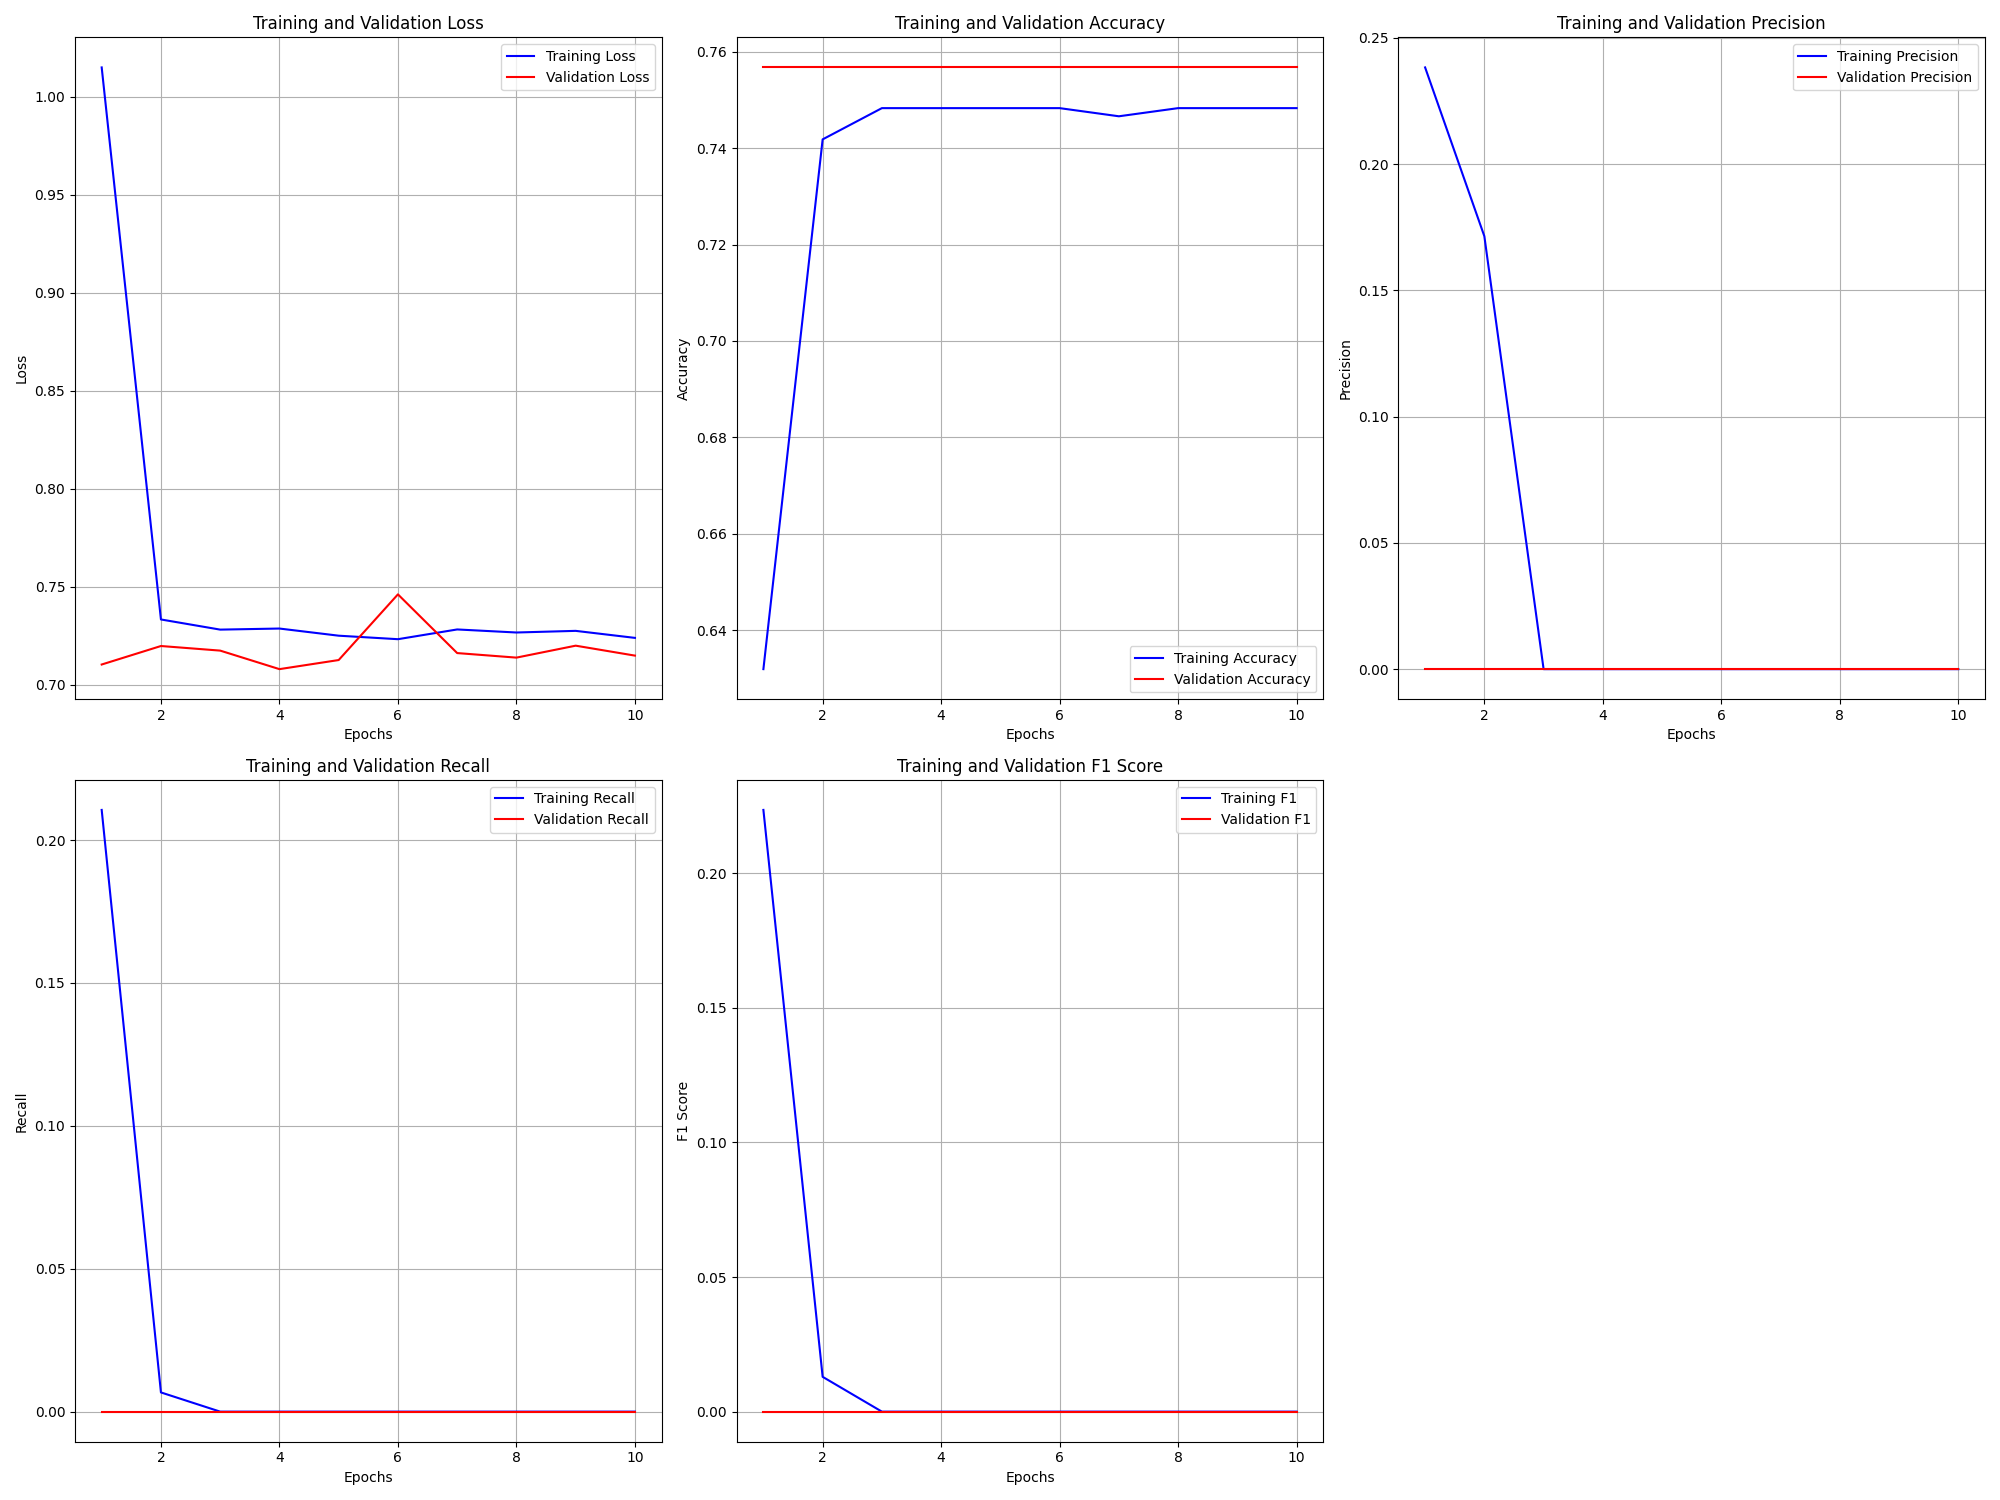 Training and Validation Loss
Training Loss
Validation Loss
1.00
0.95
0.90
0.85
0.80
0.75
0.70
Loss
2 4 6 8 10
Epochs
Training and Validation Accuracy
0.76
0.74
0.72
0.70
0.68
0.66
0.64
Accuracy
Training Accuracy
Validation Accuracy
2 4 6 8 10
Epochs
Training and Validation Precision
Training Precision
Validation Precision
0.25
0.20
0.15
0.10
0.05
0.00
Precision
2 4 6 8 10
Epochs
Training and Validation Recall
Training Recall
Validation Recall
0.20
0.15
0.10
0.05
0.00
Recall
2 4 6 8 10
Epochs
Training and Validation F1 Score
Training F1
Validation F1
0.20
0.15
0.10
0.05
0.00
F1 Score
2 4 6 8 10
Epochs